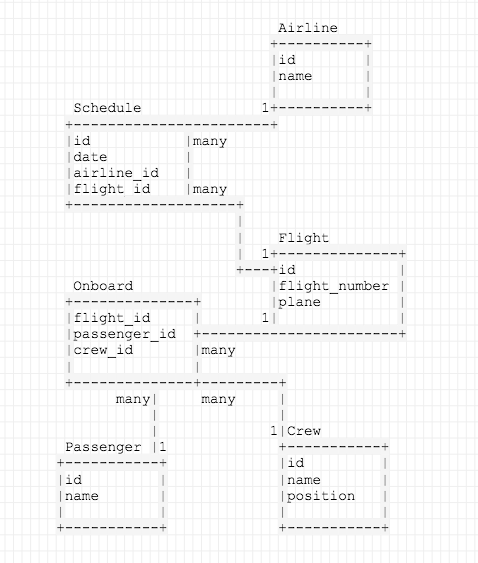 Airline
+----------+
|id        |
|name      |
|          |
Schedule 1+----------+
+-----------------------+
|id        |many
|date      |
|airline_id
|flight id |many
+-------------------+
|
|
Flight
| 1+--------------+
+---+id            |
Onboard |flight_number |
+--------------+ |plane         |
|flight_id     | 1|              |
|passenger_id +----------------------+
|crew_id       |many
|              |
+--------------+---------+
many| many |
| |
| 1|Crew
Passenger |1 +-----------+
+-----------+ |id         |
|id         | |name       |
|name       | |position   |
|           | |           |
+-----------+ +-----------+